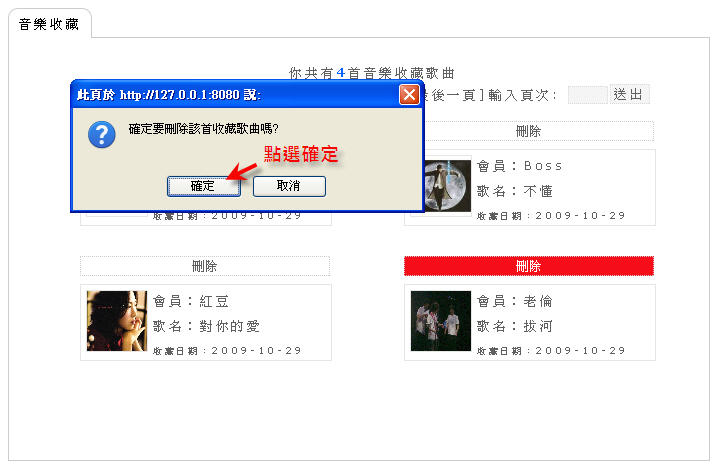 音樂收藏
你共有4首音樂收藏歌曲
最後一頁]輸入頁次: 送出
此頁於 http://127.0.0.1:8080 說:
確定要刪除該首收藏歌曲嗎?
點選確定
確定 取消
刪除
會員：Boss
歌名：不懂
收藏日期：2009-10-29
收藏日期：2009-10-29
刪除
會員：紅豆
歌名：對你的愛
收藏日期：2009-10-29
刪除
會員：老倫
歌名：拔河
收藏日期：2009-10-29